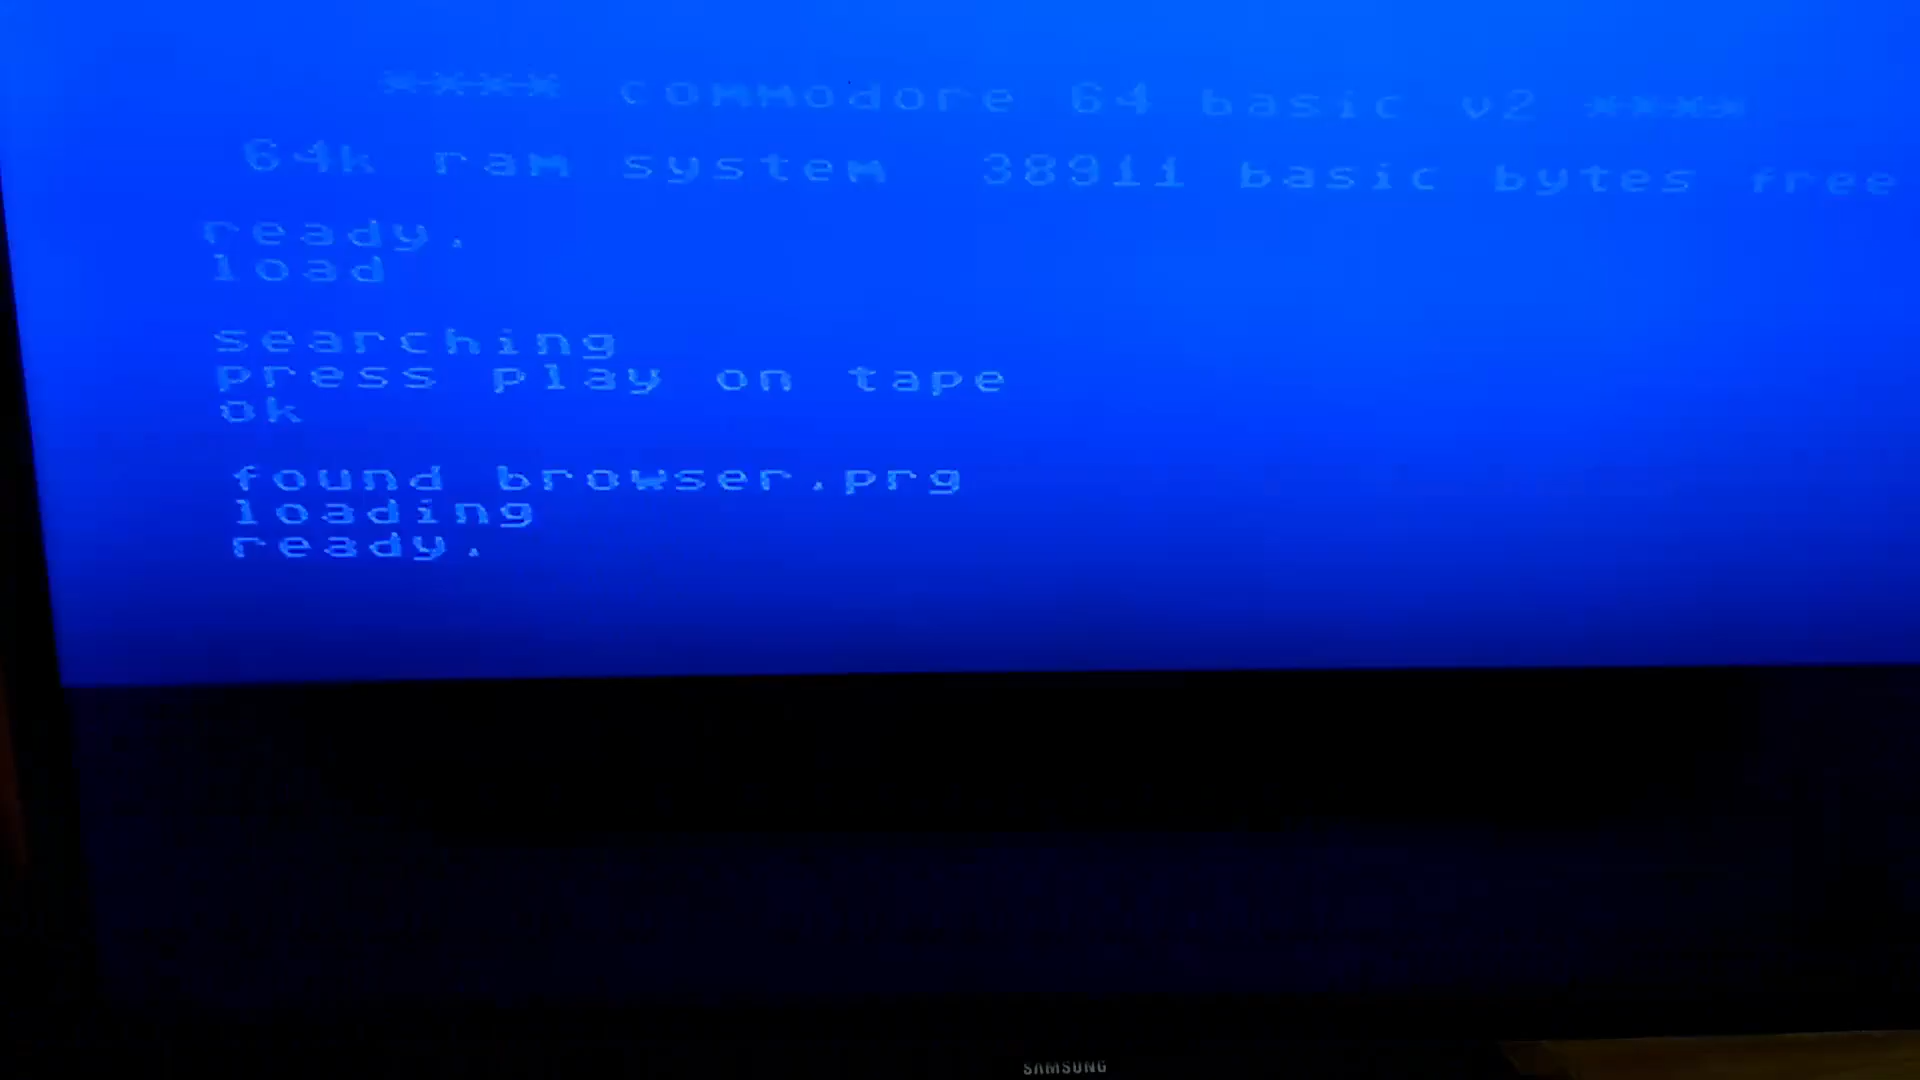 **** commodore 64 basic v2 ****
64k ram system 38911 basic bytes free
ready.
load
searching
press play on tape
ok
found browser.prg
loading
ready.
SAMSUNG